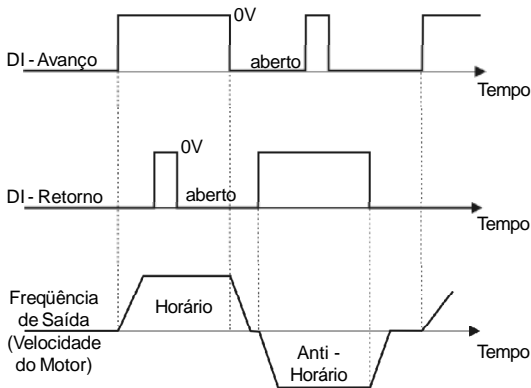 0V
DI - Avanço
aberto
Tempo
0V
DI - Retorno
aberto
Tempo
Freqüência
de Saída
(Velocidade
do Motor)
Horário
Tempo
Anti -
Horário